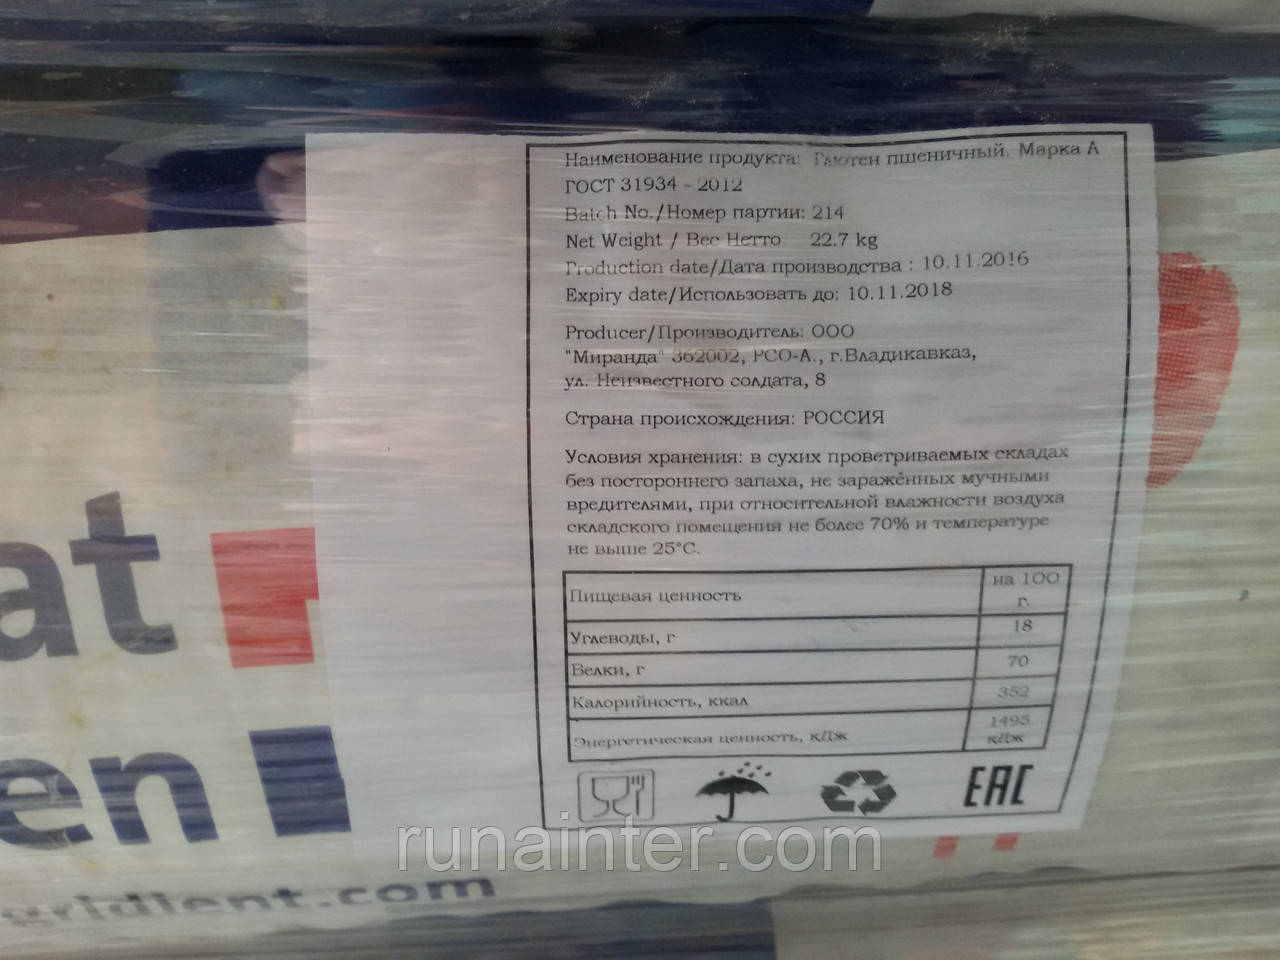 Наименование продукта: Глютен пшеничный. Марка А
ГОСТ 31934 - 2012
Batch No./Номер партии: 214
Net Weight / Вес Нетто 22.7 kg
Production date/Дата производства : 10.11.2016
Expiry date/Использовать до: 10.11.2018
Producer/Производитель: ООО
"Миранда" 362002, РСО-А., г.Владикавказ,
ул. Неизвестного солдата, 8
Страна происхождения: РОССИЯ
Условия хранения: в сухих проветриваемых складах
без постороннего запаха, не заражённых мучными
вредителями, при относительной влажности воздуха
складского помещения не более 70% и температуре
не выше 25°С.
Пищевая ценность на 100 г.
Углеводы, г 18
Белки, г 70
Калорийность, ккал 352
Энергетическая ценность, кДж 1495 кДж
EAC
at
en
gridient.com
runainter.com